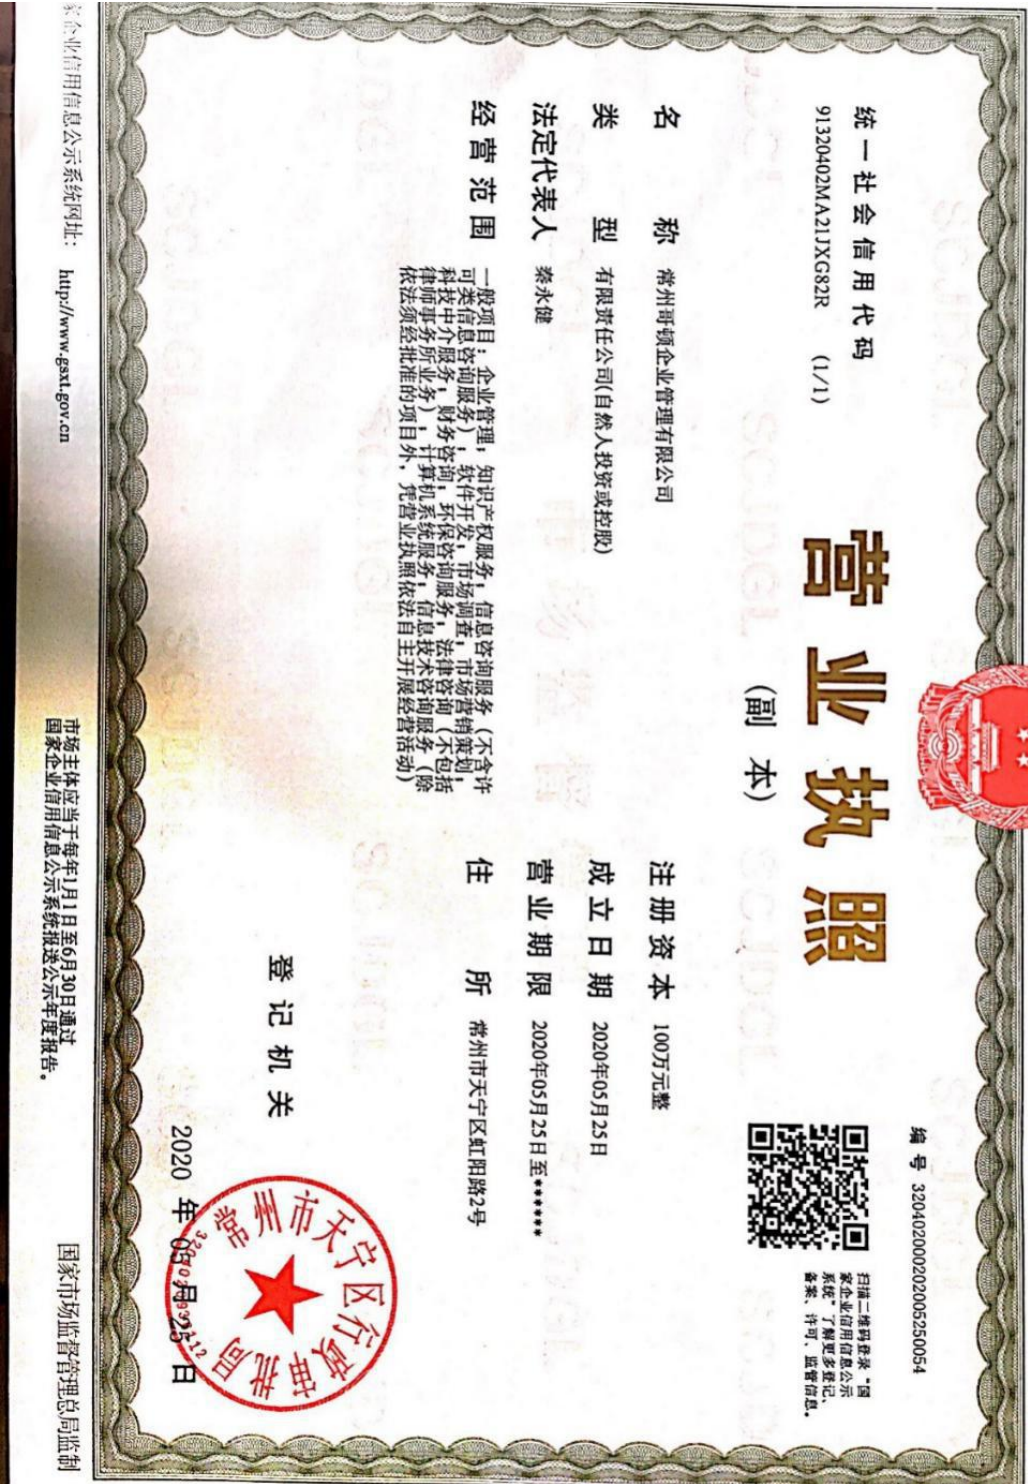 编号 320402000202005250054
统一社会信用代码
91320402MA21JXG82R (1/1)
营业执照
(副本)
扫描二维码登录“国
家企业信用信息公示
系统”了解更多登记、
备案、许可、监管信息。
名称 常州哥顿企业管理有限公司
类型 有限责任公司(自然人投资或控股)
法定代表人 秦永健
经营范围 一般项目：企业管理；知识产权服务；信息咨询服务（不含许
可类信息咨询服务）；软件开发；市场调查；市场营销策划；
科技中介服务；财务咨询；环保咨询服务；法律咨询（不包括
律师事务所业务）；计算机系统服务；信息技术咨询服务（除
依法须经批准的项目外，凭营业执照依法自主开展经营活动）
注册资本 100万元整
成立日期 2020年05月25日
营业期限 2020年05月25日至******
住所 常州市天宁区虹阳路2号
登记机关
常州市天宁区行政审批局
2020 年 05 月 25 日
家企业信用信息公示系统网址： http://www.gsxt.gov.cn
市场主体应当于每年1月1日至6月30日通过
国家企业信用信息公示系统报送公示年度报告。
国家市场监督管理总局监制